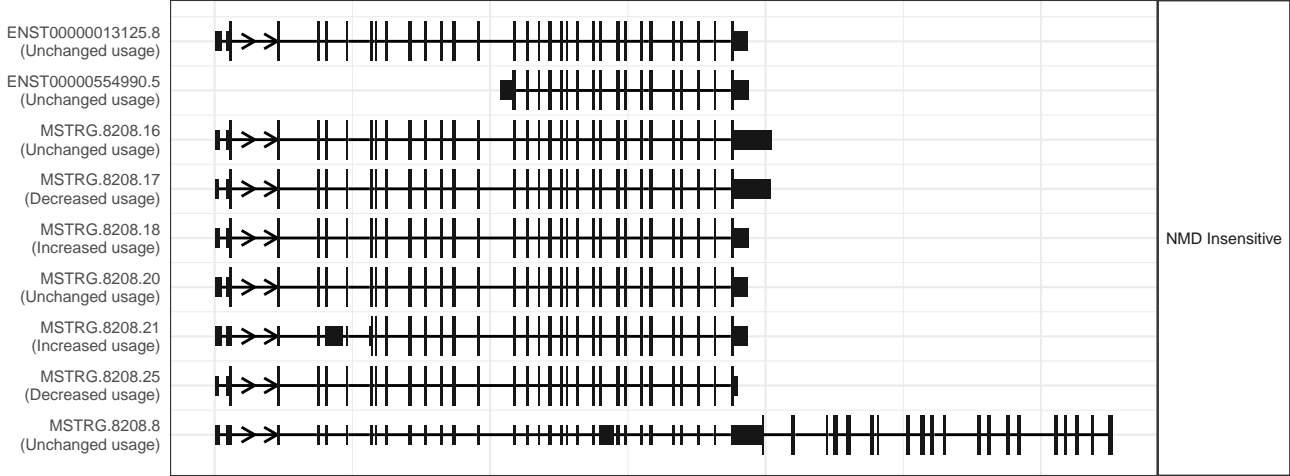 ENST00000013125.8
(Unchanged usage)
ENST00000554990.5
(Unchanged usage)
MSTRG.8208.16
(Unchanged usage)
MSTRG.8208.17
(Decreased usage)
MSTRG.8208.18
(Increased usage)
MSTRG.8208.20
(Unchanged usage)
MSTRG.8208.21
(Increased usage)
MSTRG.8208.25
(Decreased usage)
MSTRG.8208.8
(Unchanged usage)
NMD Insensitive